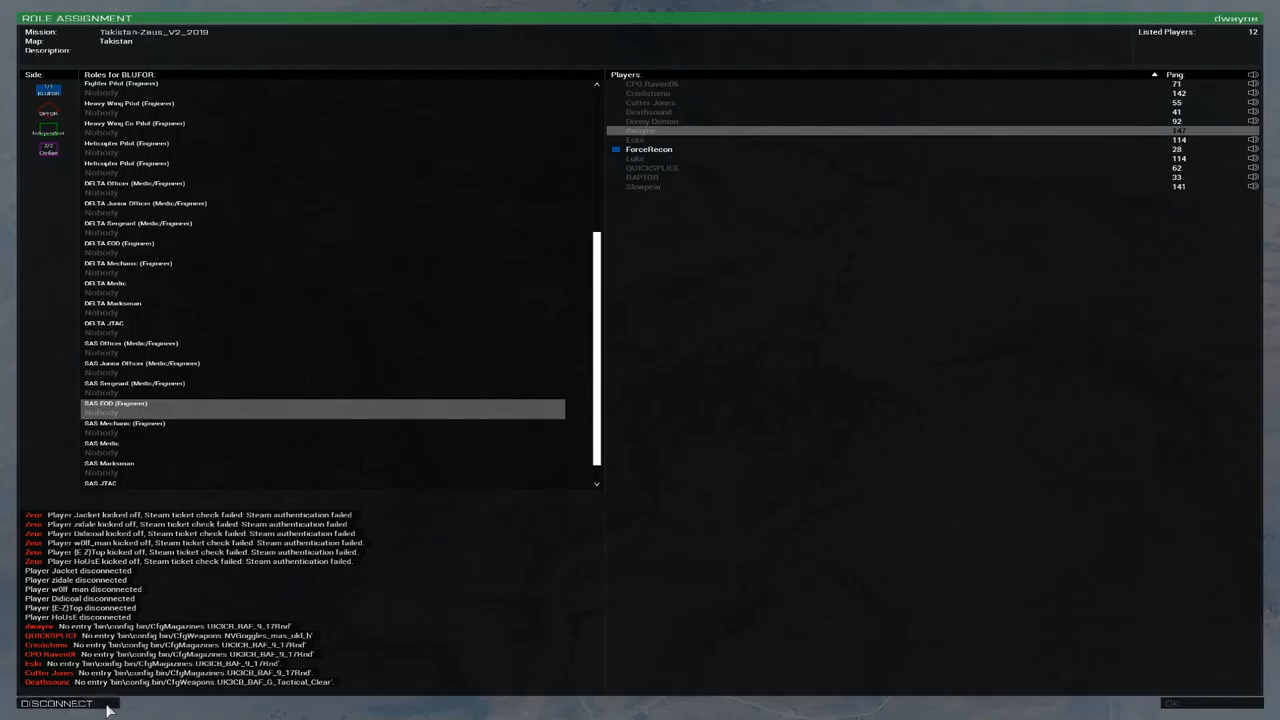 ROLE ASSIGNMENT dwayne
Mission: Takistan-Zeus_V2_2019 Listed Players: 12
Map: Takistan
Description:
Side: Roles for BLUFOR: Players: Ping:
1/1
BLUFOR
OPFOR
Independent
2/2
Civilian
Fighter Pilot (Engineer)
Nobody
Heavy Wing Pilot (Engineer)
Nobody
Heavy Wing Co Pilot (Engineer)
Nobody
Helicopter Pilot (Engineer)
Nobody
Helicopter Pilot (Engineer)
Nobody
DELTA Officer (Medic/Engineer)
Nobody
DELTA Junior Officer (Medic/Engineer)
Nobody
DELTA Sergeant (Medic/Engineer)
Nobody
DELTA EOD (Engineer)
Nobody
DELTA Mechanic (Engineer)
Nobody
DELTA Medic
Nobody
DELTA Marksman
Nobody
DELTA JTAC
Nobody
SAS Officer (Medic/Engineer)
Nobody
SAS Junior Officer (Medic/Engineer)
Nobody
SAS Sergeant (Medic/Engineer)
Nobody
SAS EOD (Engineer)
Nobody
SAS Mechanic (Engineer)
Nobody
SAS Medic
Nobody
SAS Marksman
Nobody
SAS JTAC
CPO Raven06 71
Crisóstomo 142
Cutter Jones 55
Deathsound 41
Donny Demon 92
dwayne 147
Eskii 114
ForceRecon 28
Luke 114
QUICKSPLICE 62
RAPTOR 33
Slowpear 141
Zeus Player Jacket kicked off, Steam ticket check failed: Steam authentication failed
Zeus Player zidale kicked off, Steam ticket check failed: Steam authentication failed
Zeus Player Didicoal kicked off, Steam ticket check failed: Steam authentication failed
Zeus Player w0lf_man kicked off, Steam ticket check failed: Steam authentication failed.
Zeus Player {E-Z}Top kicked off, Steam ticket check failed: Steam authentication failed.
Zeus Player HoUsE kicked off, Steam ticket check failed: Steam authentication failed.
Player Jacket disconnected
Player zidale disconnected
Player w0lf_man disconnected
Player Didicoal disconnected
Player {E-Z}Top disconnected
Player HoUsE disconnected
dwayne No entry 'bin\config.bin/CfgMagazines.UK3CB_BAF_9_17Rnd'
QUICKSPLICE No entry 'bin\config.bin/CfgWeapons.NVGoggles_mas_ukl_h'
Crisóstomo No entry 'bin\config.bin/CfgMagazines.UK3CB_BAF_9_17Rnd'
CPO Raven06 No entry 'bin\config.bin/CfgMagazines.UK3CB_BAF_9_17Rnd'
Eskii No entry 'bin\config.bin/CfgMagazines.UK3CB_BAF_9_17Rnd'.
Cutter Jones No entry 'bin\config.bin/CfgMagazines.UK3CB_BAF_9_17Rnd'.
Deathsound No entry 'bin\config.bin/CfgWeapons.UK3CB_BAF_G_Tactical_Clear'.
DISCONNECT OK